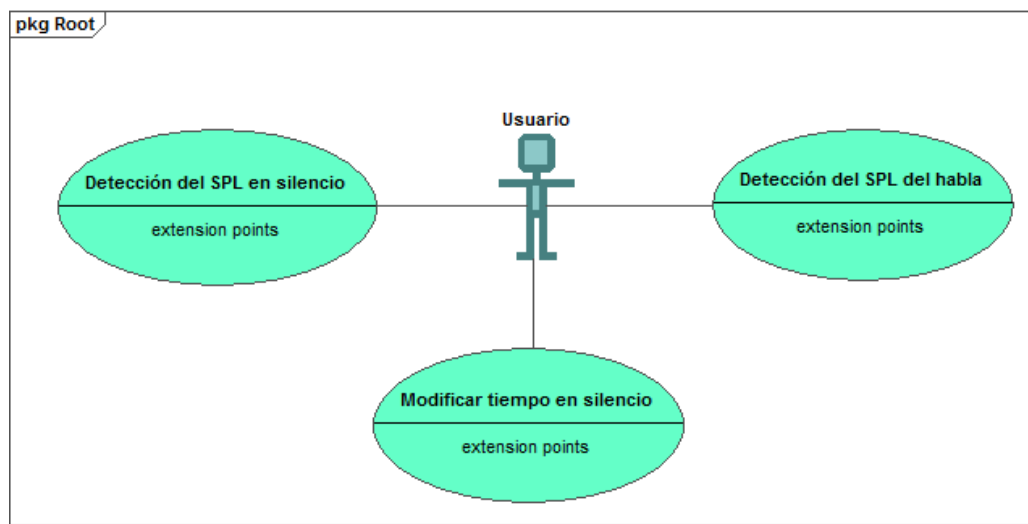 pkg Root
Usuario
Detección del SPL en silencio
extension points
Detección del SPL del habla
extension points
Modificar tiempo en silencio
extension points